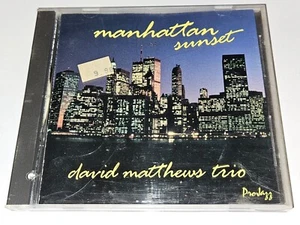 manhattan
sunset
david matthews trio
ProJazz